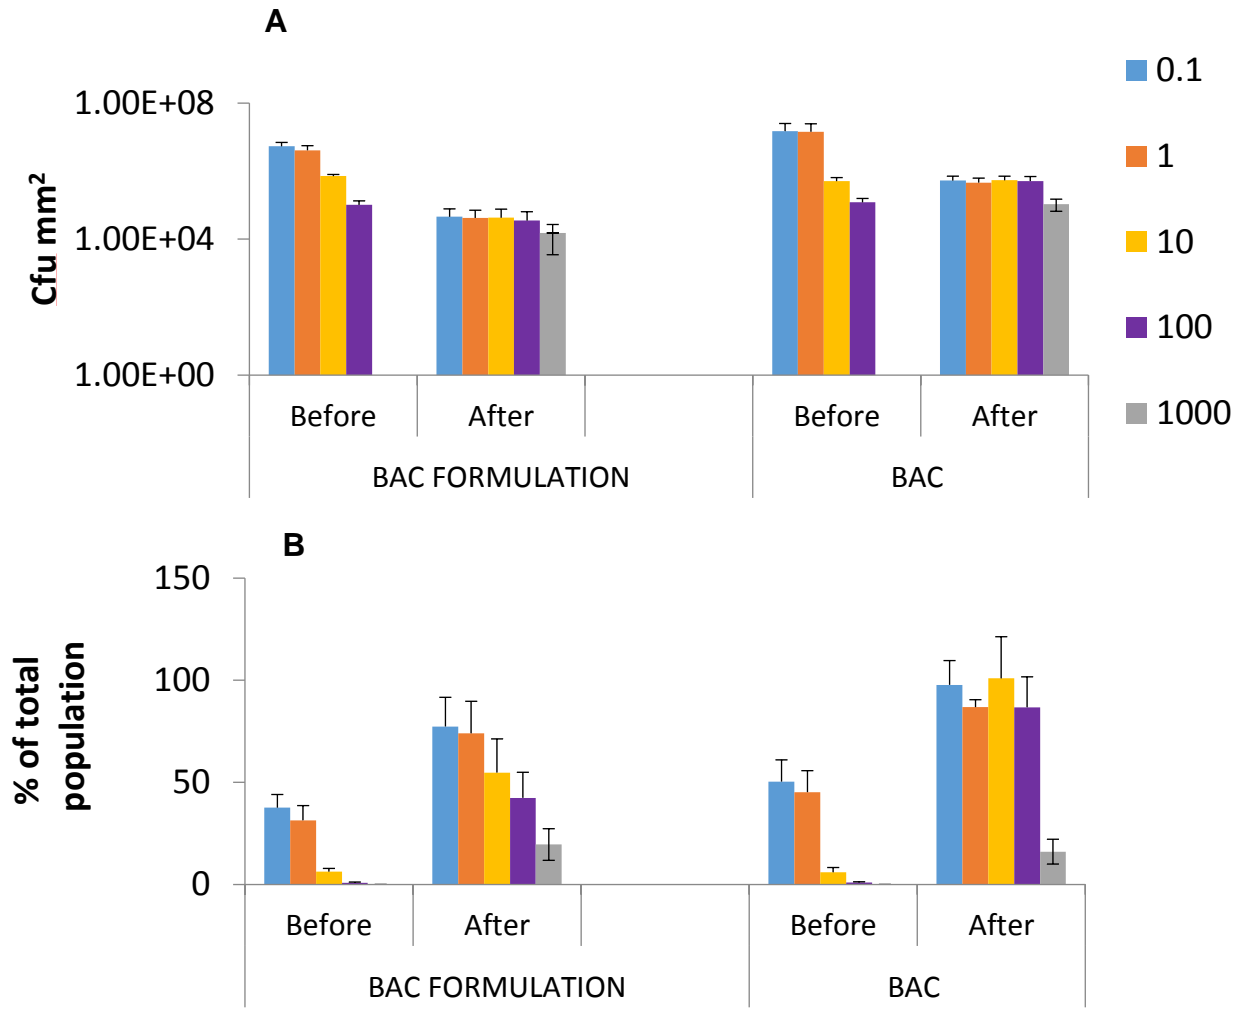 A
0.1
1
10
100
1000
1.00E+08
1.00E+04
1.00E+00
Cfu mm²
Before After Before After
BAC FORMULATION BAC
B
150
100
50
0
% of total
population
Before After Before After
BAC FORMULATION BAC